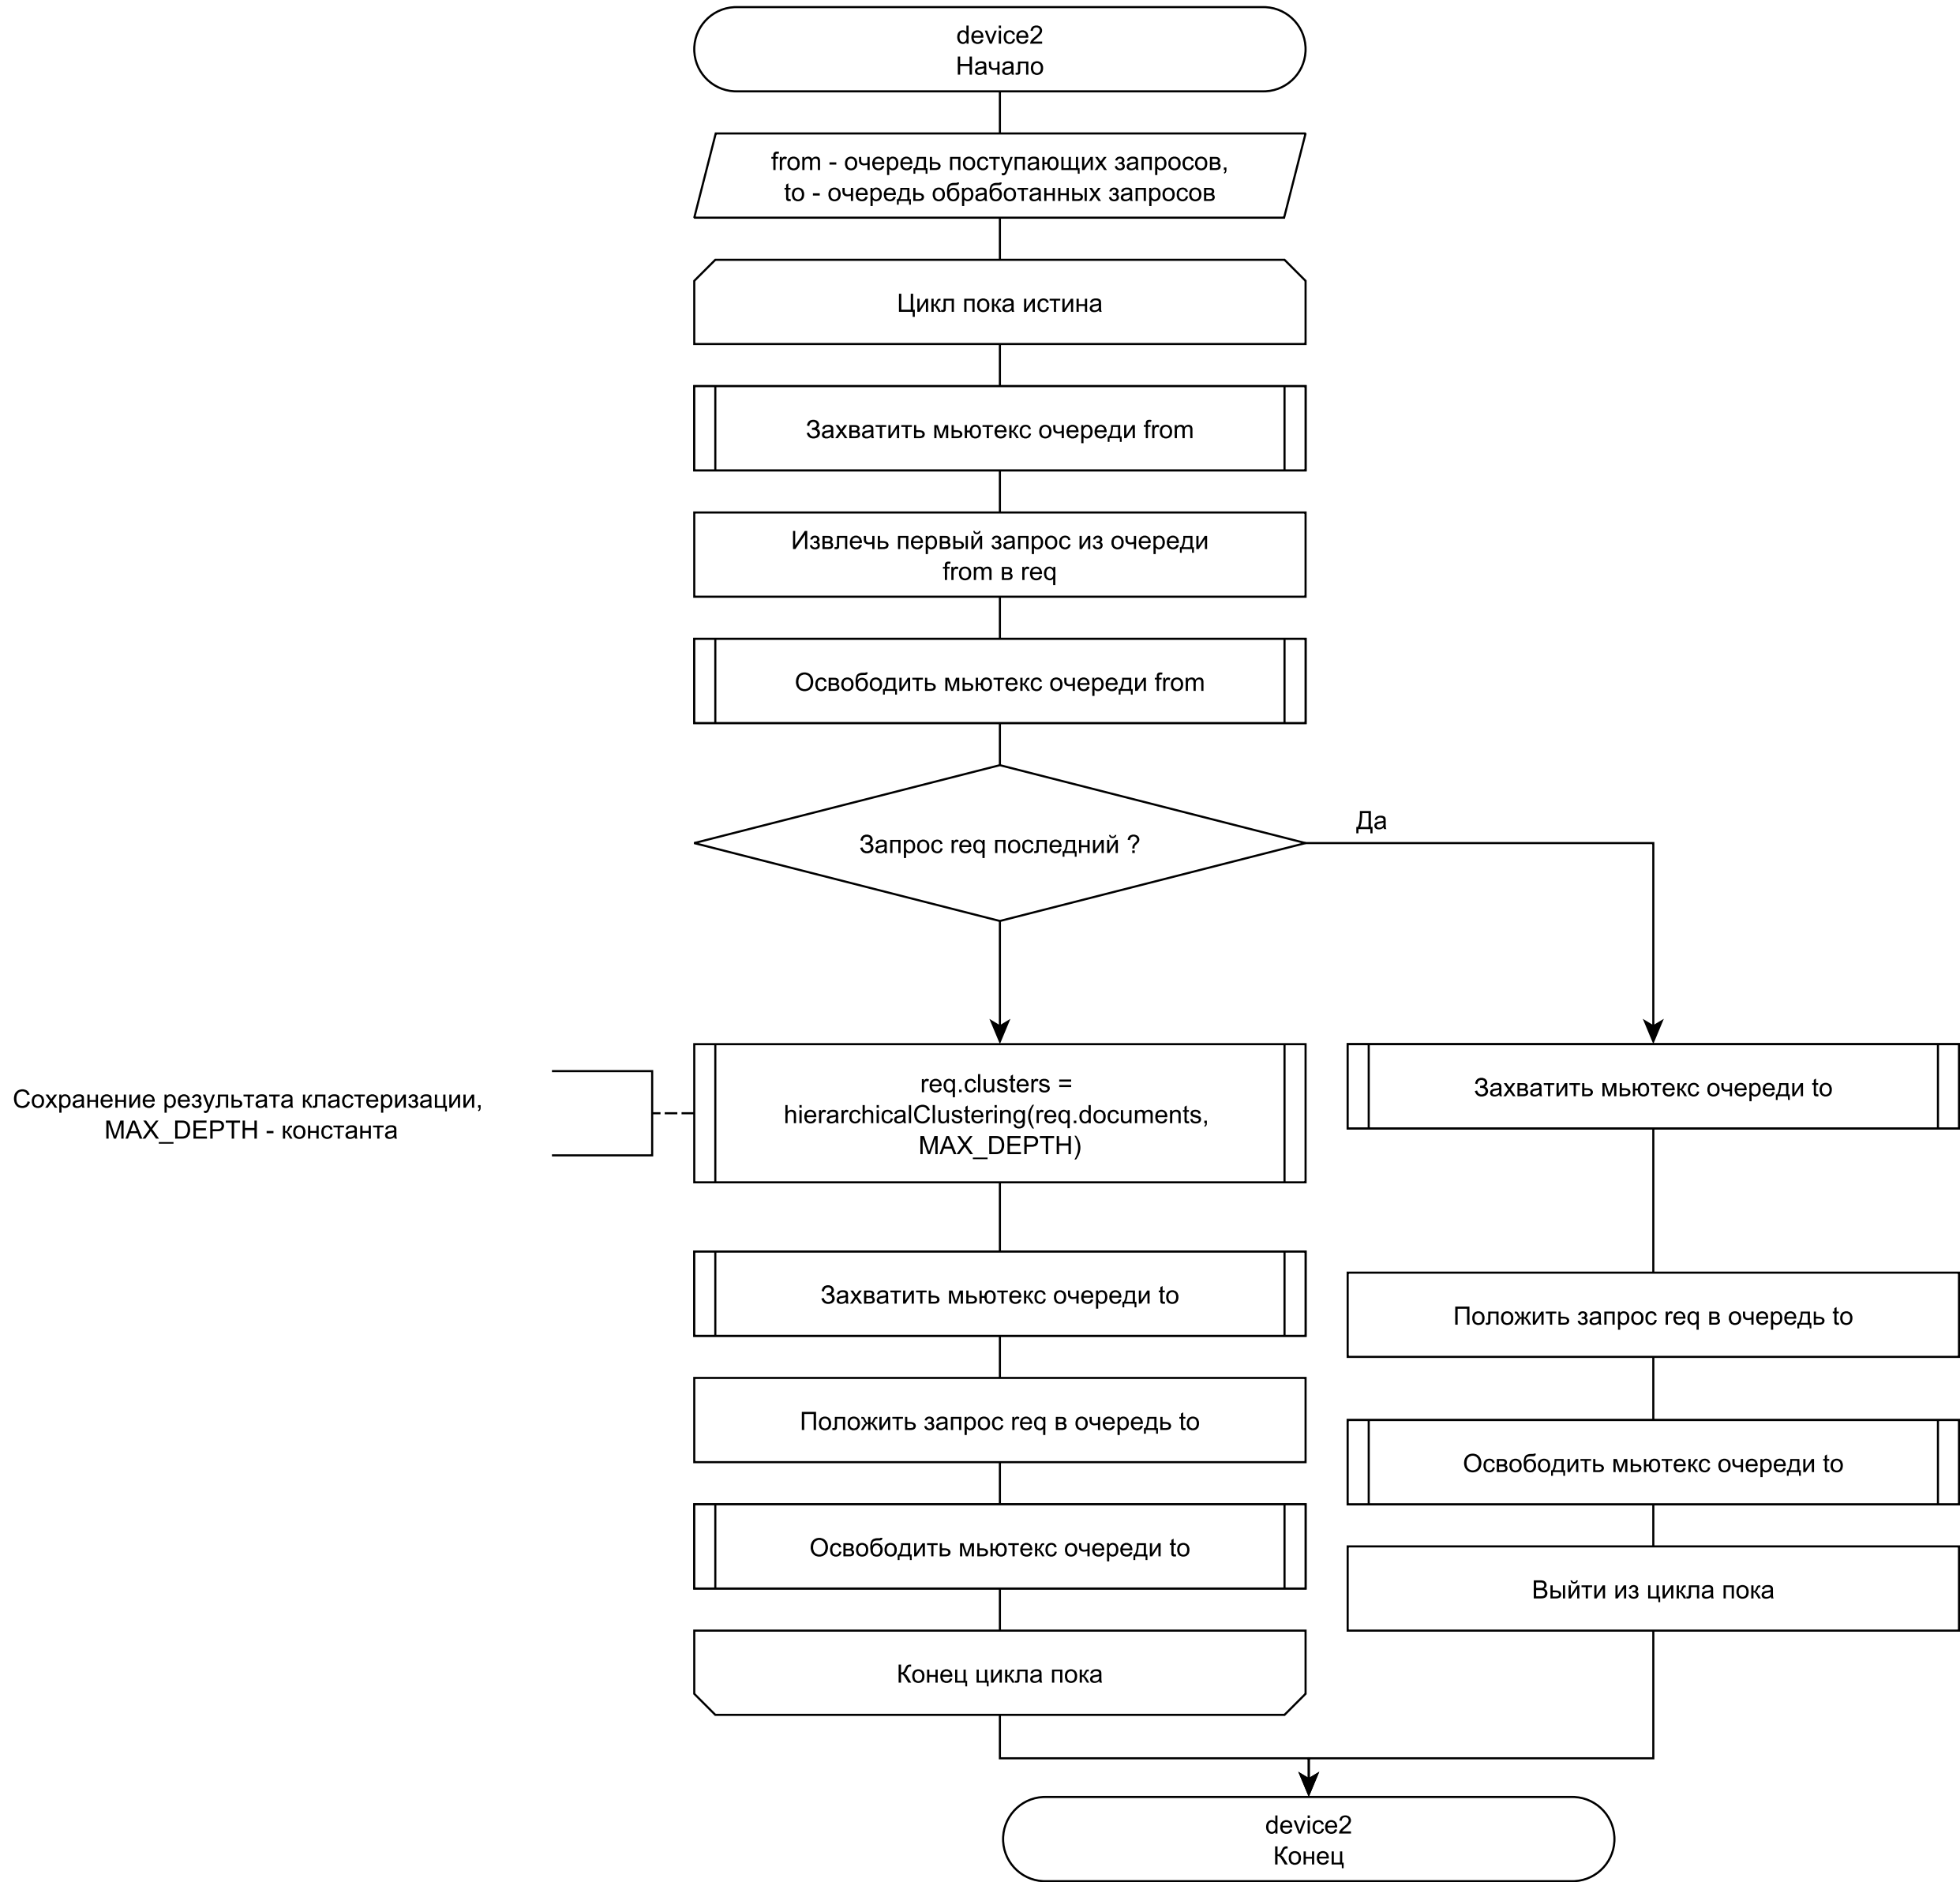 device2
Начало
from - очередь поступающих запросов,
to - очередь обработанных запросов
Цикл пока истина
Захватить мьютекс очереди from
Извлечь первый запрос из очереди
from в req
Освободить мьютекс очереди from
Запрос req последний ?
Да
Сохранение результата кластеризации,
MAX_DEPTH - константа
req.clusters =
hierarchicalClustering(req.documents,
MAX_DEPTH)
Захватить мьютекс очереди to
Положить запрос req в очередь to
Освободить мьютекс очереди to
Конец цикла пока
Захватить мьютекс очереди to
Положить запрос req в очередь to
Освободить мьютекс очереди to
Выйти из цикла пока
device2
Конец